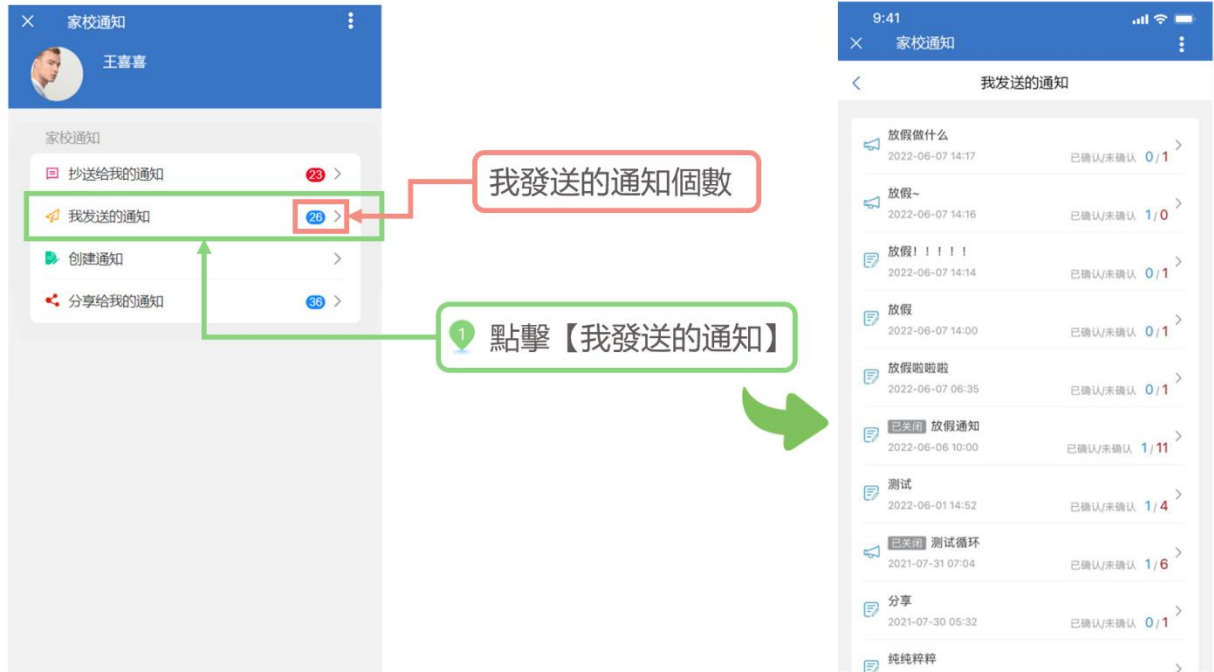 家校通知
王喜喜
家校通知
抄送给我的通知 23
我发送的通知 26
创建通知
分享给我的通知 36
我發送的通知個數
1 點擊【我發送的通知】
9:41
家校通知
我发送的通知
放假做什么
2022-06-07 14:17 已确认/未确认 0/1
放假~
2022-06-07 14:16 已确认/未确认 1/0
放假!!!!!
2022-06-07 14:14 已确认/未确认 0/1
放假
2022-06-07 14:00 已确认/未确认 0/1
放假啦啦啦
2022-06-07 06:35 已确认/未确认 0/1
已关闭 放假通知
2022-06-06 10:00 已确认/未确认 1/11
测试
2022-06-01 14:52 已确认/未确认 1/4
已关闭 测试循环
2021-07-31 07:04 已确认/未确认 1/6
分享
2021-07-30 05:32 已确认/未确认 0/1
纯纯粹粹